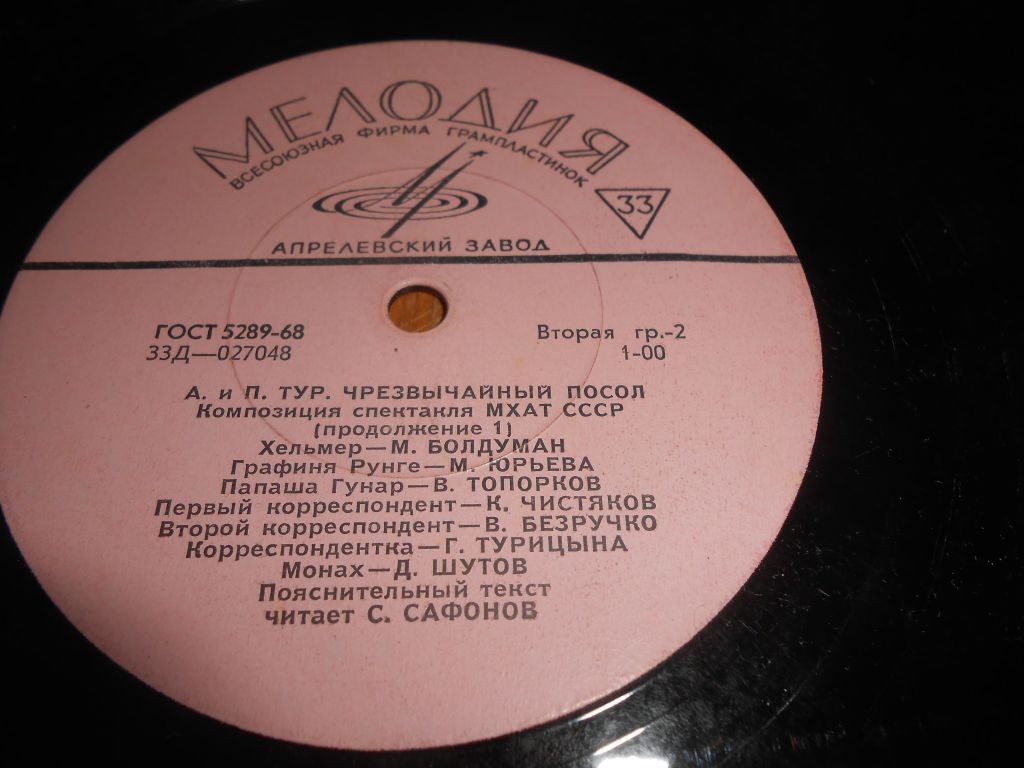 МЕЛОДИЯ
ВСЕСОЮЗНАЯ ФИРМА ГРАМПЛАСТИНОК
33
АПРЕЛЕВСКИЙ ЗАВОД
ГОСТ 5289-68
Вторая гр.-2
33Д—027048
1-00
А. и П. ТУР. ЧРЕЗВЫЧАЙНЫЙ ПОСОЛ
Композиция спектакля МХАТ СССР
(продолжение 1)
Хельмер—М. БОЛДУМАН
Графиня Рунге—М. ЮРЬЕВА
Папаша Гунар—В. ТОПОРКОВ
Первый корреспондент—К. ЧИСТЯКОВ
Второй корреспондент—В. БЕЗРУЧКО
Корреспондентка—Г. ТУРИЦЫНА
Монах—Д. ШУТОВ
Пояснительный текст
читает С. САФОНОВ